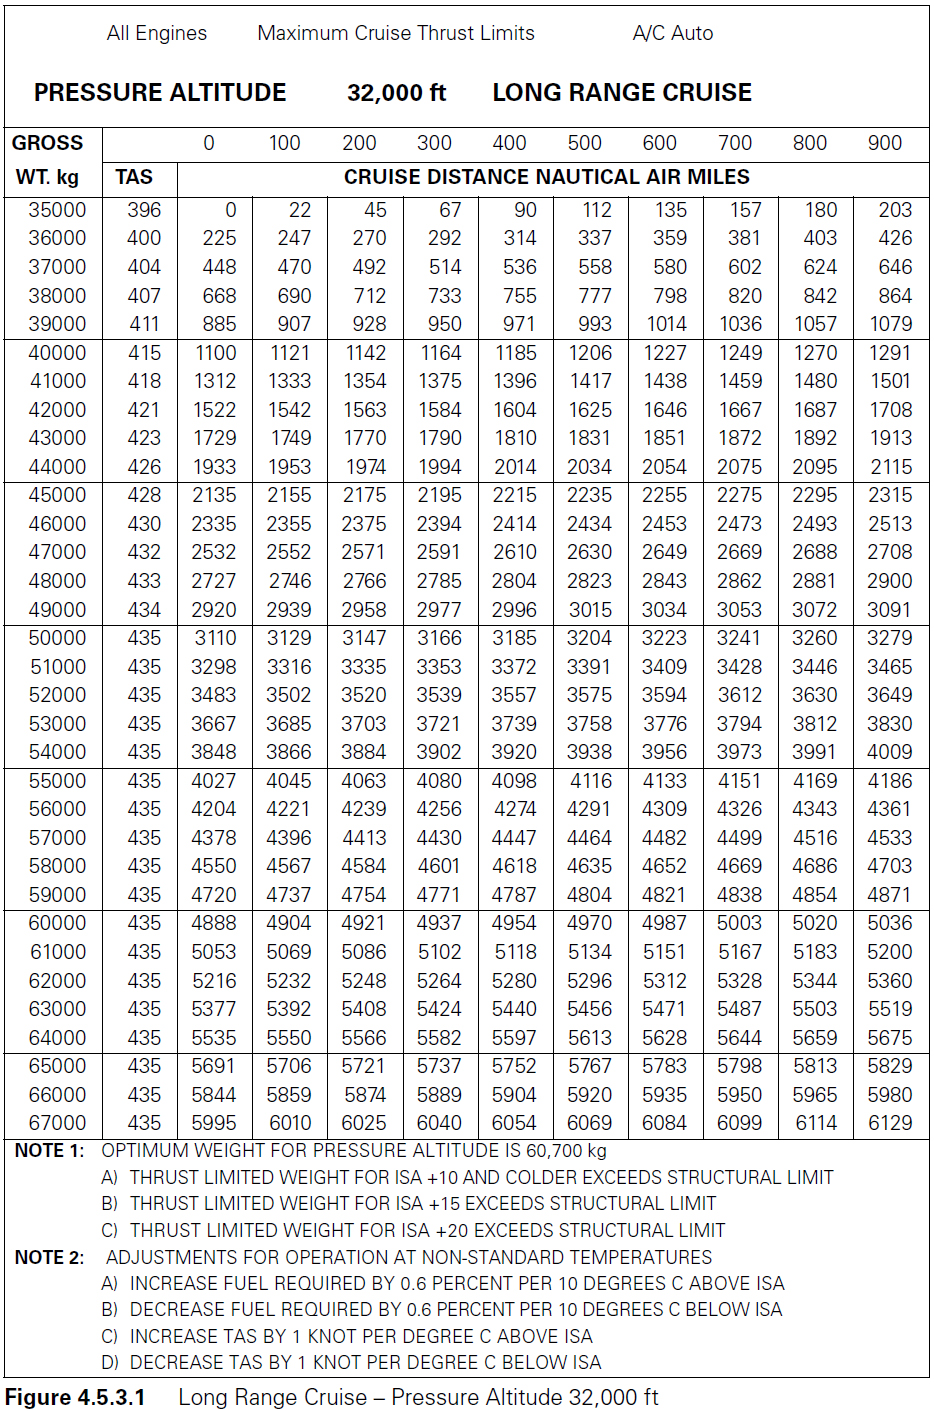 All Engines Maximum Cruise Thrust Limits A/C Auto
PRESSURE ALTITUDE 32,000 ft LONG RANGE CRUISE
GROSS 0 100 200 300 400 500 600 700 800 900
WT. kg TAS CRUISE DISTANCE NAUTICAL AIR MILES
35000 396 0 22 45 67 90 112 135 157 180 203
36000 400 225 247 270 292 314 337 359 381 403 426
37000 404 448 470 492 514 536 558 580 602 624 646
38000 407 668 690 712 733 755 777 798 820 842 864
39000 411 885 907 928 950 971 993 1014 1036 1057 1079
40000 415 1100 1121 1142 1164 1185 1206 1227 1249 1270 1291
41000 418 1312 1333 1354 1375 1396 1417 1438 1459 1480 1501
42000 421 1522 1542 1563 1584 1604 1625 1646 1667 1687 1708
43000 423 1729 1749 1770 1790 1810 1831 1851 1872 1892 1913
44000 426 1933 1953 1974 1994 2014 2034 2054 2075 2095 2115
45000 428 2135 2155 2175 2195 2215 2235 2255 2275 2295 2315
46000 430 2335 2355 2375 2394 2414 2434 2453 2473 2493 2513
47000 432 2532 2552 2571 2591 2610 2630 2649 2669 2688 2708
48000 433 2727 2746 2766 2785 2804 2823 2843 2862 2881 2900
49000 434 2920 2939 2958 2977 2996 3015 3034 3053 3072 3091
50000 435 3110 3129 3147 3166 3185 3204 3223 3241 3260 3279
51000 435 3298 3316 3335 3353 3372 3391 3409 3428 3446 3465
52000 435 3483 3502 3520 3539 3557 3575 3594 3612 3630 3649
53000 435 3667 3685 3703 3721 3739 3758 3776 3794 3812 3830
54000 435 3848 3866 3884 3902 3920 3938 3956 3973 3991 4009
55000 435 4027 4045 4063 4080 4098 4116 4133 4151 4169 4186
56000 435 4204 4221 4239 4256 4274 4291 4309 4326 4343 4361
57000 435 4378 4396 4413 4430 4447 4464 4482 4499 4516 4533
58000 435 4550 4567 4584 4601 4618 4635 4652 4669 4686 4703
59000 435 4720 4737 4754 4771 4787 4804 4821 4838 4854 4871
60000 435 4888 4904 4921 4937 4954 4970 4987 5003 5020 5036
61000 435 5053 5069 5086 5102 5118 5134 5151 5167 5183 5200
62000 435 5216 5232 5248 5264 5280 5296 5312 5328 5344 5360
63000 435 5377 5392 5408 5424 5440 5456 5471 5487 5503 5519
64000 435 5535 5550 5566 5582 5597 5613 5628 5644 5659 5675
65000 435 5691 5706 5721 5737 5752 5767 5783 5798 5813 5829
66000 435 5844 5859 5874 5889 5904 5920 5935 5950 5965 5980
67000 435 5995 6010 6025 6040 6054 6069 6084 6099 6114 6129
NOTE 1: OPTIMUM WEIGHT FOR PRESSURE ALTITUDE IS 60,700 kg
A) THRUST LIMITED WEIGHT FOR ISA +10 AND COLDER EXCEEDS STRUCTURAL LIMIT
B) THRUST LIMITED WEIGHT FOR ISA +15 EXCEEDS STRUCTURAL LIMIT
C) THRUST LIMITED WEIGHT FOR ISA +20 EXCEEDS STRUCTURAL LIMIT
NOTE 2: ADJUSTMENTS FOR OPERATION AT NON-STANDARD TEMPERATURES
A) INCREASE FUEL REQUIRED BY 0.6 PERCENT PER 10 DEGREES C ABOVE ISA
B) DECREASE FUEL REQUIRED BY 0.6 PERCENT PER 10 DEGREES C BELOW ISA
C) INCREASE TAS BY 1 KNOT PER DEGREE C ABOVE ISA
D) DECREASE TAS BY 1 KNOT PER DEGREE C BELOW ISA
Figure 4.5.3.1 Long Range Cruise – Pressure Altitude 32,000 ft